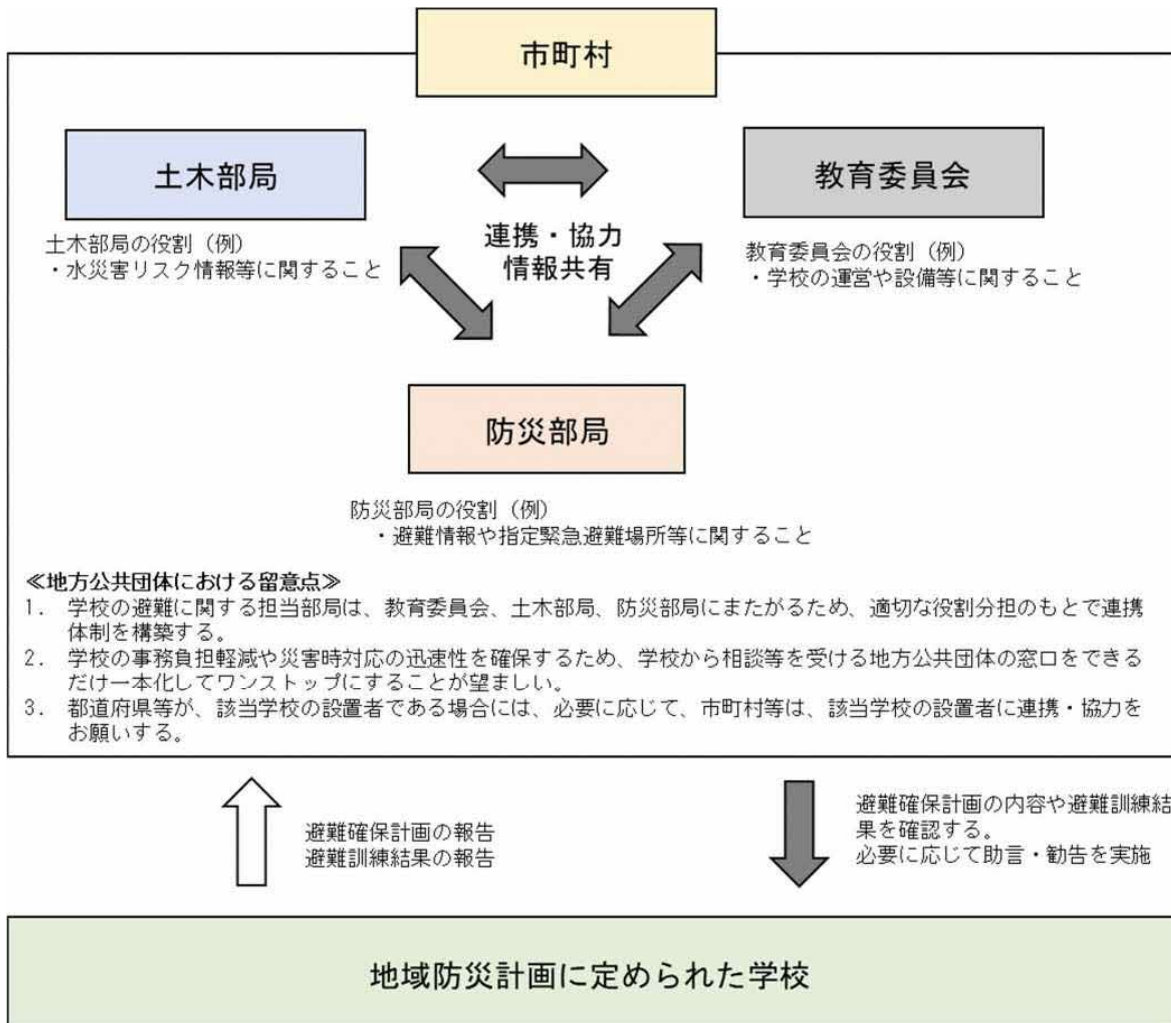 市町村
土木部局
教育委員会
連携・協力
情報共有
土木部局の役割（例）
・水災害リスク情報等に関すること
教育委員会の役割（例）
・学校の運営や設備等に関すること
防災部局
防災部局の役割（例）
・避難情報や指定緊急避難場所等に関すること
≪地方公共団体における留意点≫
1. 学校の避難に関する担当部局は、教育委員会、土木部局、防災部局にまたがるため、適切な役割分担のもとで連携
体制を構築する。
2. 学校の事務負担軽減や災害時対応の迅速性を確保するため、学校から相談等を受ける地方公共団体の窓口をできる
だけ一本化してワンストップにすることが望ましい。
3. 都道府県等が、該当学校の設置者である場合には、必要に応じて、市町村等は、該当学校の設置者に連携・協力を
お願いする。
避難確保計画の報告
避難訓練結果の報告
避難確保計画の内容や避難訓練結
果を確認する。
必要に応じて助言・勧告を実施
地域防災計画に定められた学校